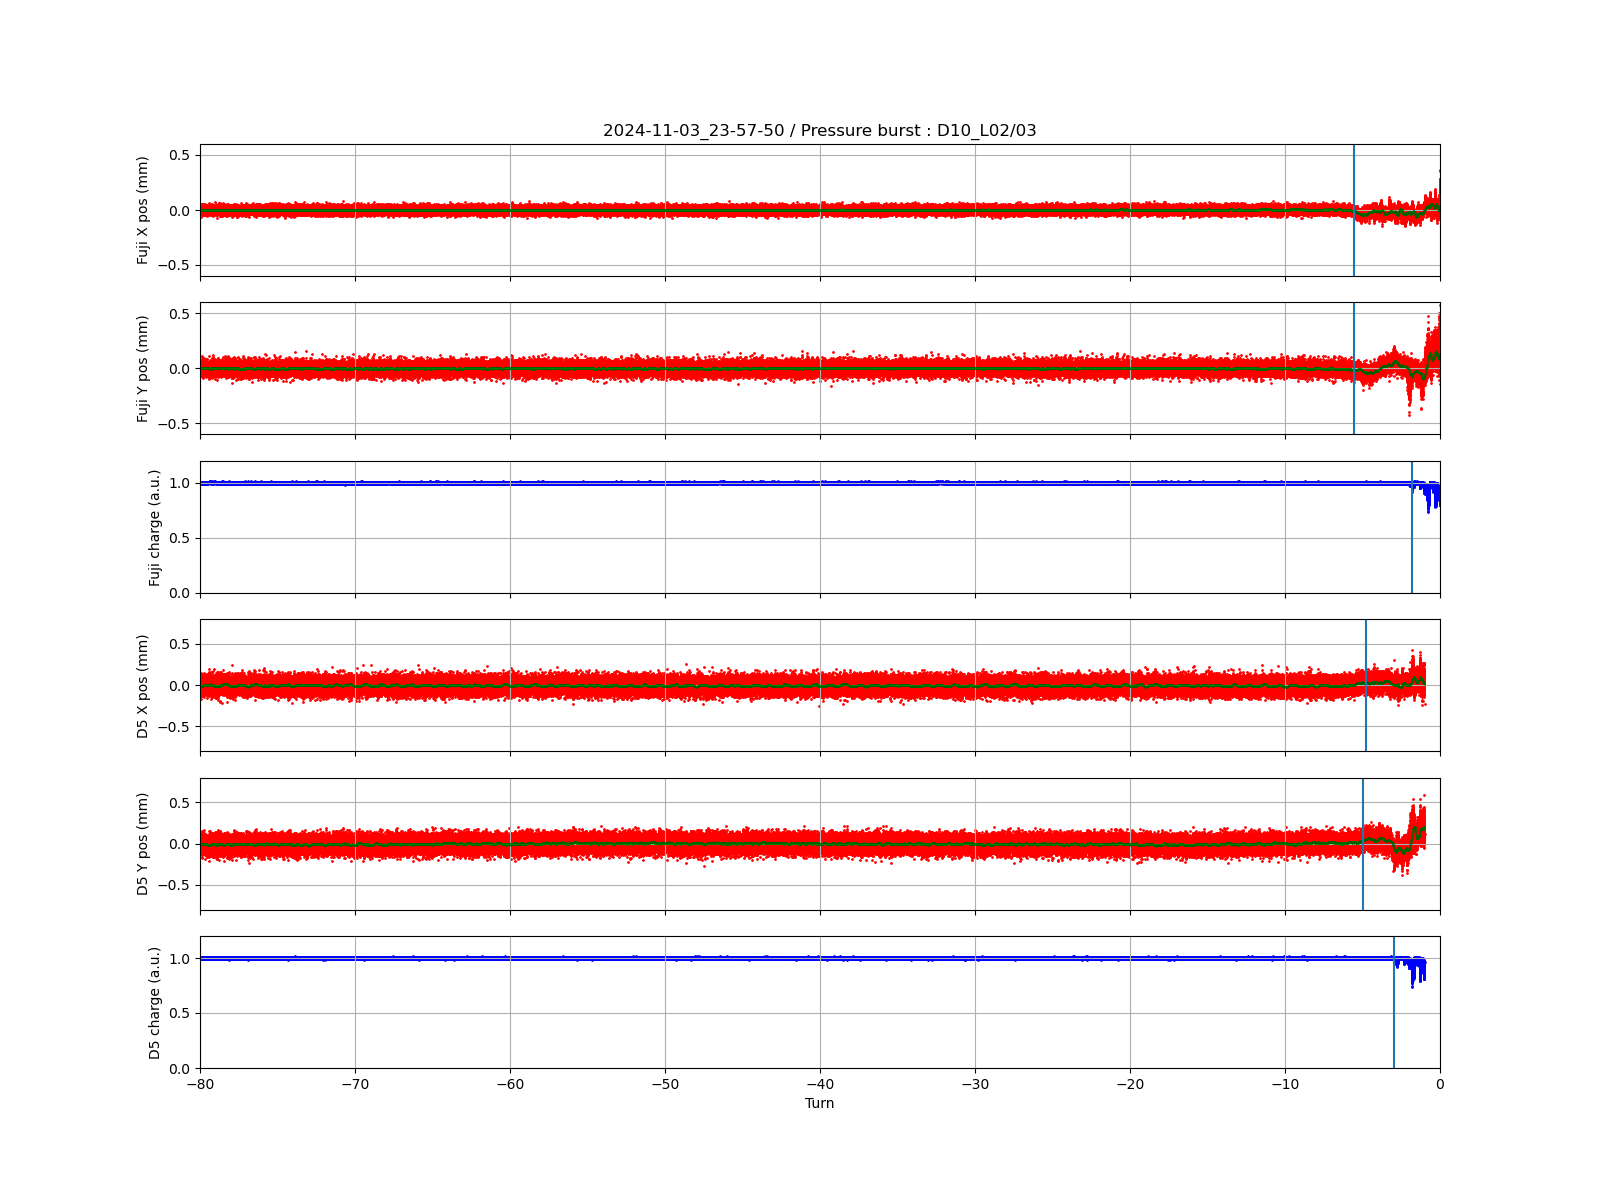 2024-11-03_23-57-50 / Pressure burst : D10_L02/03
0.5
0.0
−0.5
Fuji X pos (mm)
0.5
0.0
−0.5
Fuji Y pos (mm)
1.0
0.5
0.0
Fuji charge (a.u.)
0.5
0.0
−0.5
D5 X pos (mm)
0.5
0.0
−0.5
D5 Y pos (mm)
1.0
0.5
0.0
D5 charge (a.u.)
−80 −70 −60 −50 −40 −30 −20 −10 0
Turn